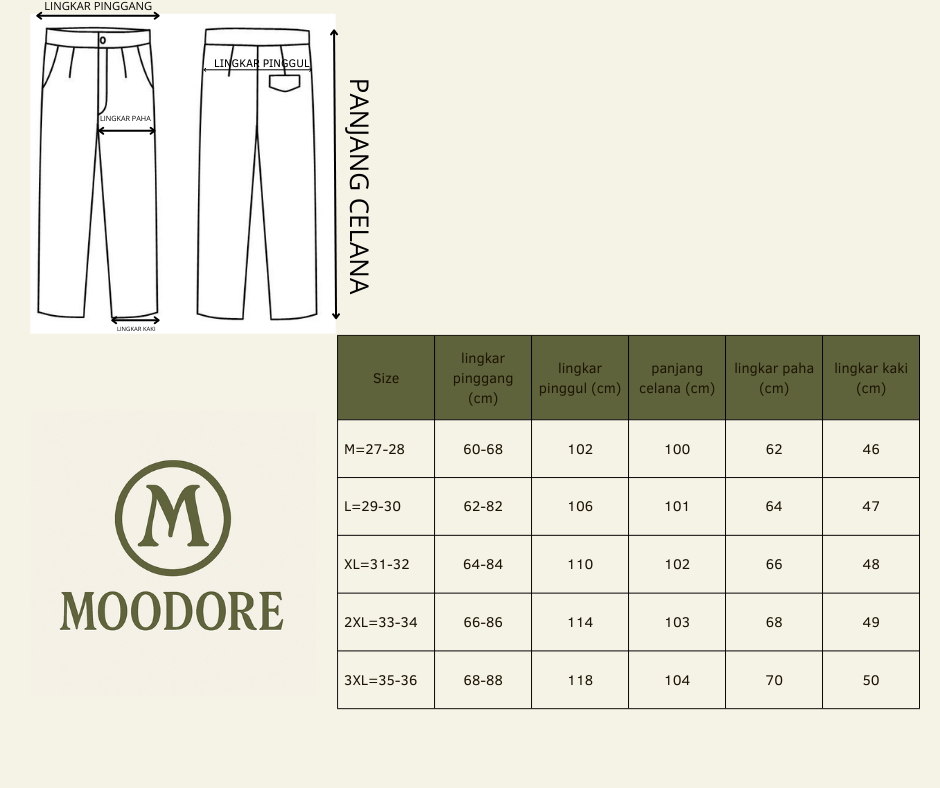 LINGKAR PINGGANG
LINGKAR PINGGUL
LINGKAR PAHA
LINGKAR KAKI
PANJANG CELANA
Size
lingkar
pinggang
(cm)
lingkar
pinggul (cm)
panjang
celana (cm)
lingkar paha
(cm)
lingkar kaki
(cm)
M=27-28 60-68 102 100 62 46
L=29-30 62-82 106 101 64 47
XL=31-32 64-84 110 102 66 48
2XL=33-34 66-86 114 103 68 49
3XL=35-36 68-88 118 104 70 50
M
MOODORE